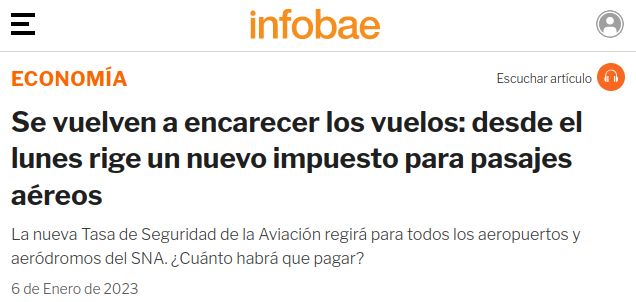 infobae
ECONOMÍA
Escuchar artículo
Se vuelven a encarecer los vuelos: desde el
lunes rige un nuevo impuesto para pasajes
aéreos
La nueva Tasa de Seguridad de la Aviación regirá para todos los aeropuertos y
aeródromos del SNA. ¿Cuánto habrá que pagar?
6 de Enero de 2023